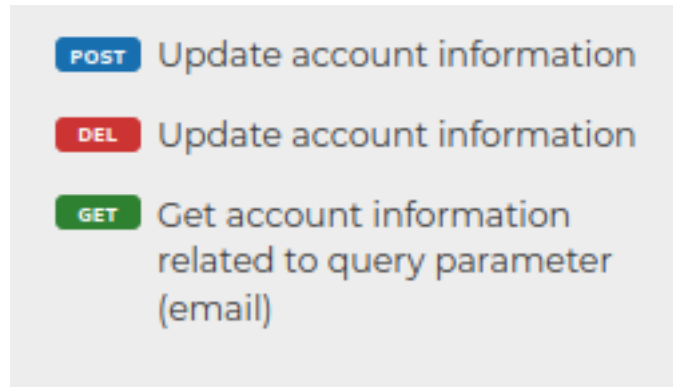 POST Update account information
DEL Update account information
GET Get account information
related to query parameter
(email)